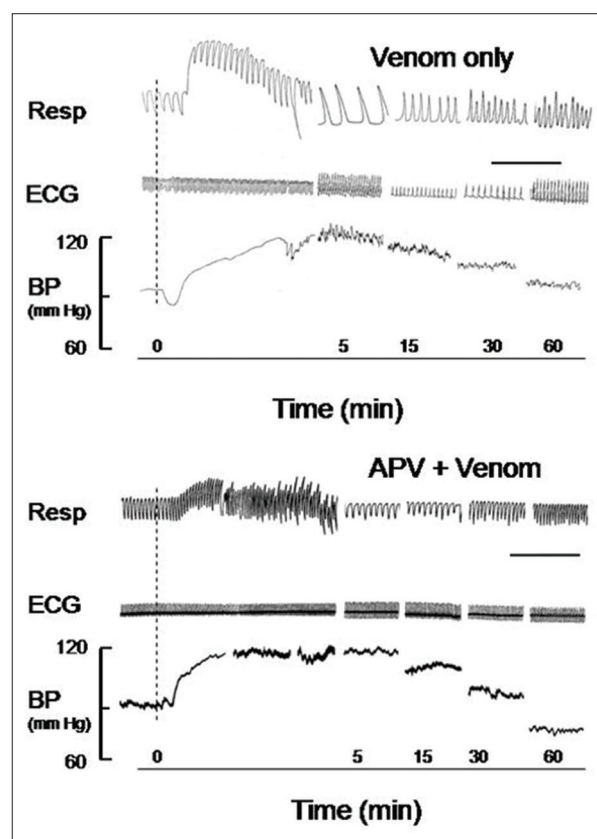 Venom only
Resp
ECG
120
BP
(mm Hg)
60
0 5 15 30 60
Time (min)
APV + Venom
Resp
ECG
120
BP
(mm Hg)
60
0 5 15 30 60
Time (min)